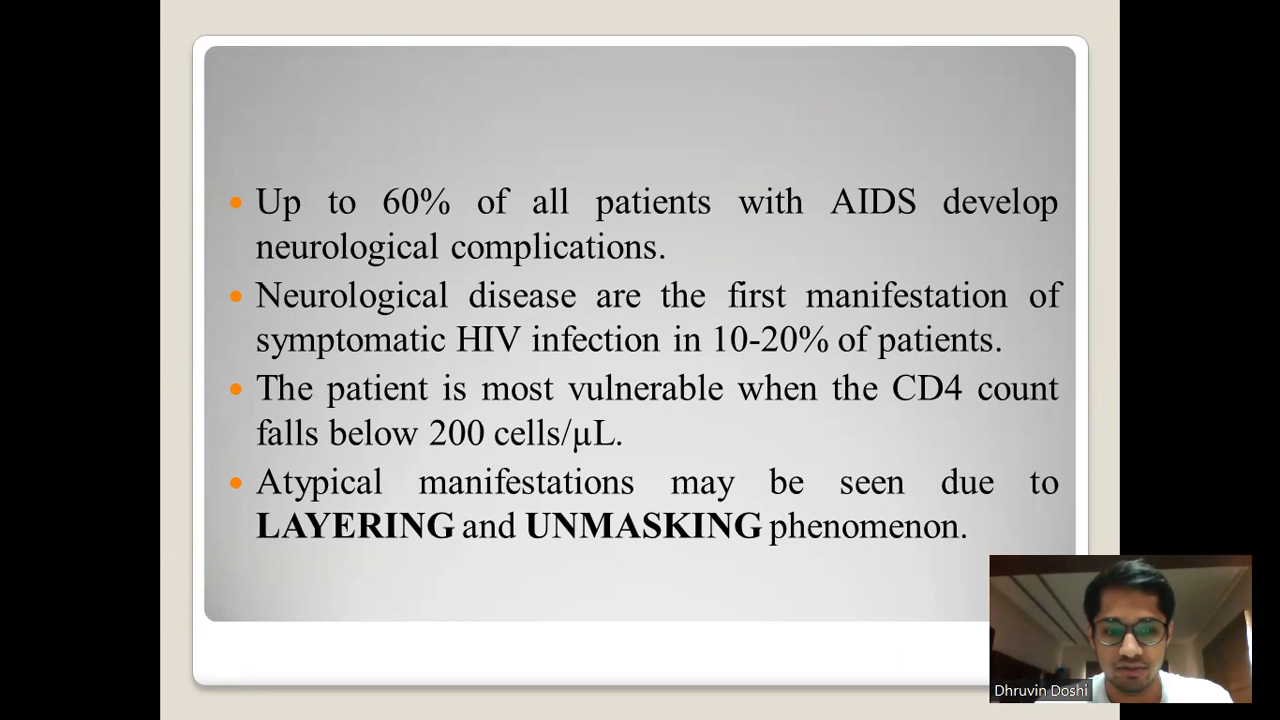 Up to 60% of all patients with AIDS develop
neurological complications.
Neurological disease are the first manifestation of
symptomatic HIV infection in 10-20% of patients.
The patient is most vulnerable when the CD4 count
falls below 200 cells/µL.
Atypical manifestations may be seen due to
LAYERING and UNMASKING phenomenon.
Dhruvin Doshi